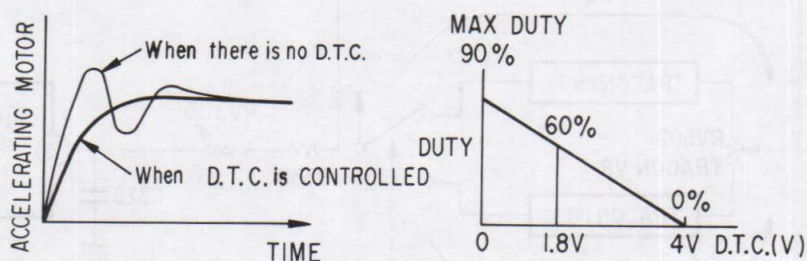 ACCELERATING MOTOR
When there is no D.T.C.
When D.T.C. is CONTROLLED
TIME
MAX DUTY
90%
DUTY
60%
0%
0
1.8V
4V
D.T.C.(V)